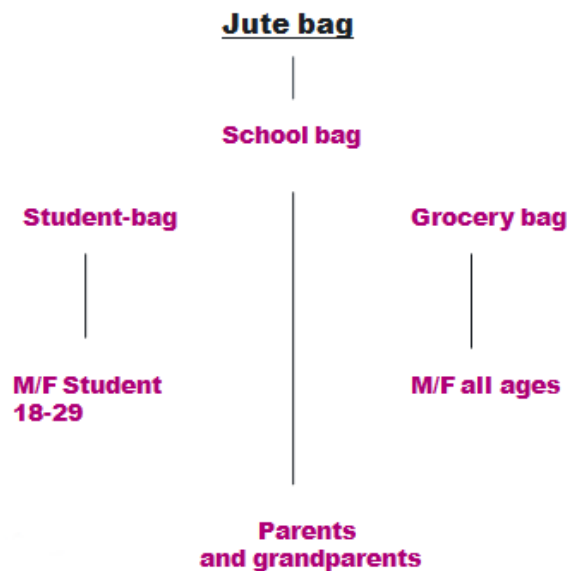 Jute bag
School bag
Student-bag
Grocery bag
M/F Student
18-29
M/F all ages
Parents
and grandparents